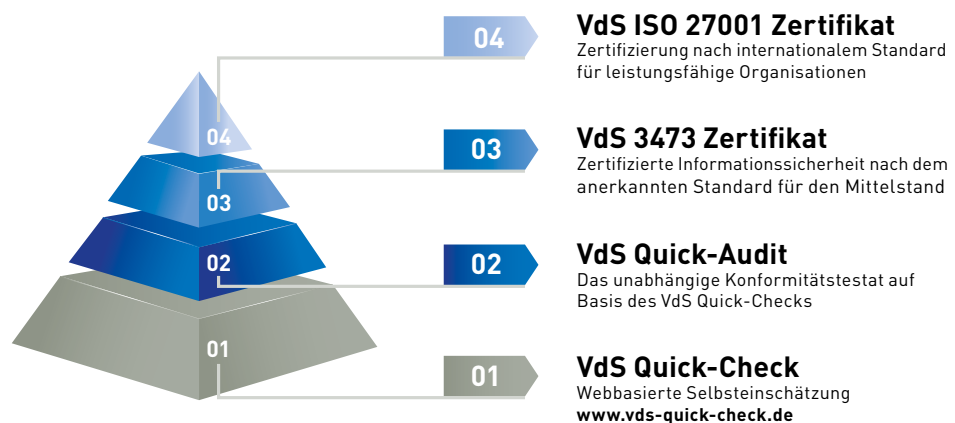 04
VdS ISO 27001 Zertifikat
Zertifizierung nach internationalem Standard
für leistungsfähige Organisationen
04
03
VdS 3473 Zertifikat
Zertifizierte Informationssicherheit nach dem
anerkannten Standard für den Mittelstand
03
02
VdS Quick-Audit
Das unabhängige Konformitätstestat auf
Basis des VdS Quick-Checks
02
01
VdS Quick-Check
Webbasierte Selbsteinschätzung
www.vds-quick-check.de
01